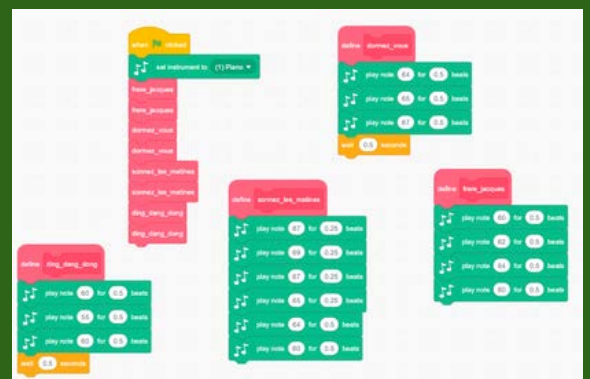 when clicked
set instrument to (1) Piano
frere_jacques
frere_jacques
dormez_vous
dormez_vous
sonnez_les_matines
sonnez_les_matines
ding_dang_dong
ding_dang_dong
define dormez_vous
play note 64 for 0.5 beats
play note 65 for 0.5 beats
play note 67 for 0.5 beats
wait 0.5 seconds
define sonnez_les_matines
play note 67 for 0.25 beats
play note 69 for 0.25 beats
play note 67 for 0.25 beats
play note 65 for 0.25 beats
play note 64 for 0.5 beats
play note 60 for 0.5 beats
define frere_jacques
play note 60 for 0.5 beats
play note 62 for 0.5 beats
play note 64 for 0.5 beats
play note 60 for 0.5 beats
define ding_dang_dong
play note 60 for 0.5 beats
play note 55 for 0.5 beats
play note 60 for 0.5 beats
wait 0.5 seconds